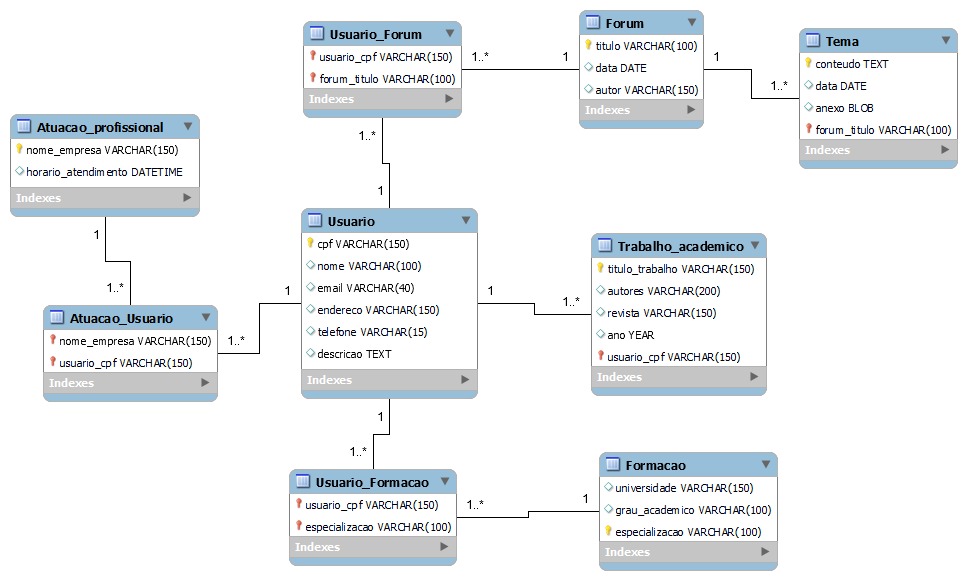 Usuario_Forum
usuario_cpf VARCHAR(150)
forum_titulo VARCHAR(100)
Indexes
1..*
1
Forum
titulo VARCHAR(100)
data DATE
autor VARCHAR(150)
Indexes
1
1..*
Tema
conteudo TEXT
data DATE
anexo BLOB
forum_titulo VARCHAR(100)
Indexes
Atuacao_profissional
nome_empresa VARCHAR(150)
horario_atendimento DATETIME
Indexes
1..*
1
1
1..*
Usuario
cpf VARCHAR(150)
nome VARCHAR(100)
email VARCHAR(40)
endereco VARCHAR(150)
telefone VARCHAR(15)
descricao TEXT
Indexes
Trabalho_academico
titulo_trabalho VARCHAR(150)
autores VARCHAR(200)
revista VARCHAR(150)
ano YEAR
usuario_cpf VARCHAR(150)
Indexes
1
1..*
Atuacao_Usuario
nome_empresa VARCHAR(150)
usuario_cpf VARCHAR(150)
Indexes
1..*
1
1
1..*
Usuario_Formacao
usuario_cpf VARCHAR(150)
especializacao VARCHAR(100)
Indexes
1..*
1
Formacao
universidade VARCHAR(150)
grau_academico VARCHAR(100)
especializacao VARCHAR(100)
Indexes